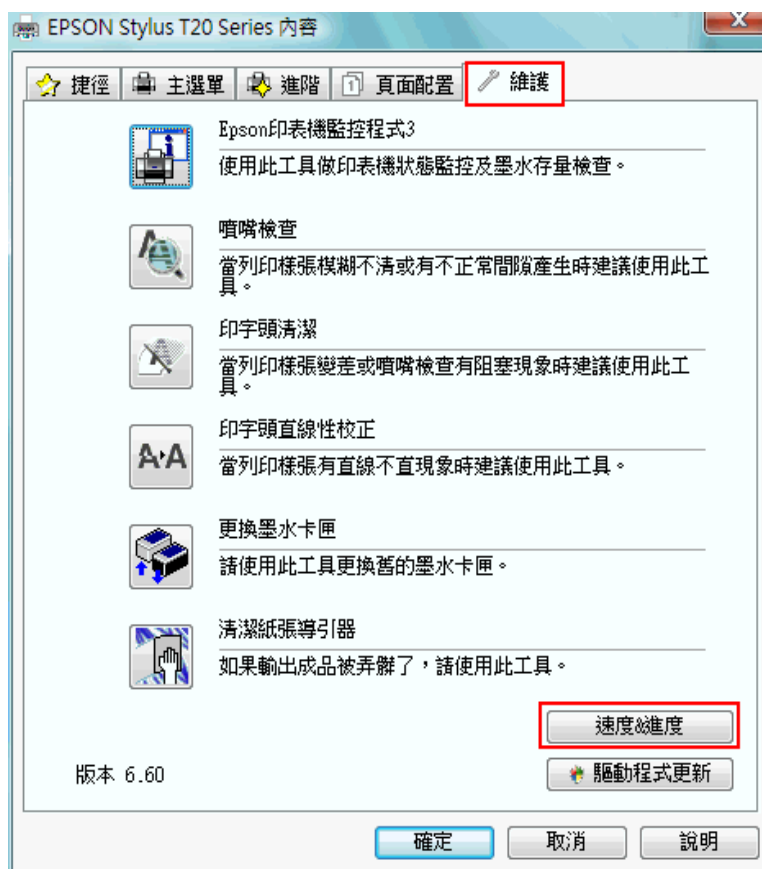 EPSON Stylus T20 Series 內容
X
捷徑 主選單 進階 1 頁面配置 維護
Epson印表機監控程式3
使用此工具做印表機狀態監控及墨水存量檢查。
噴嘴檢查
當列印樣張模糊不清或有不正常間隙產生時建議使用此工
具。
印字頭清潔
當列印樣張變差或噴嘴檢查有阻塞現象時建議使用此工
具。
印字頭直線性校正
A A
當列印樣張有直線不直現象時建議使用此工具。
更換墨水卡匣
請使用此工具更換舊的墨水卡匣。
清潔紙張導引器
如果輸出成品被弄髒了，請使用此工具。
速度&進度
版本 6.60 驅動程式更新
確定 取消 說明